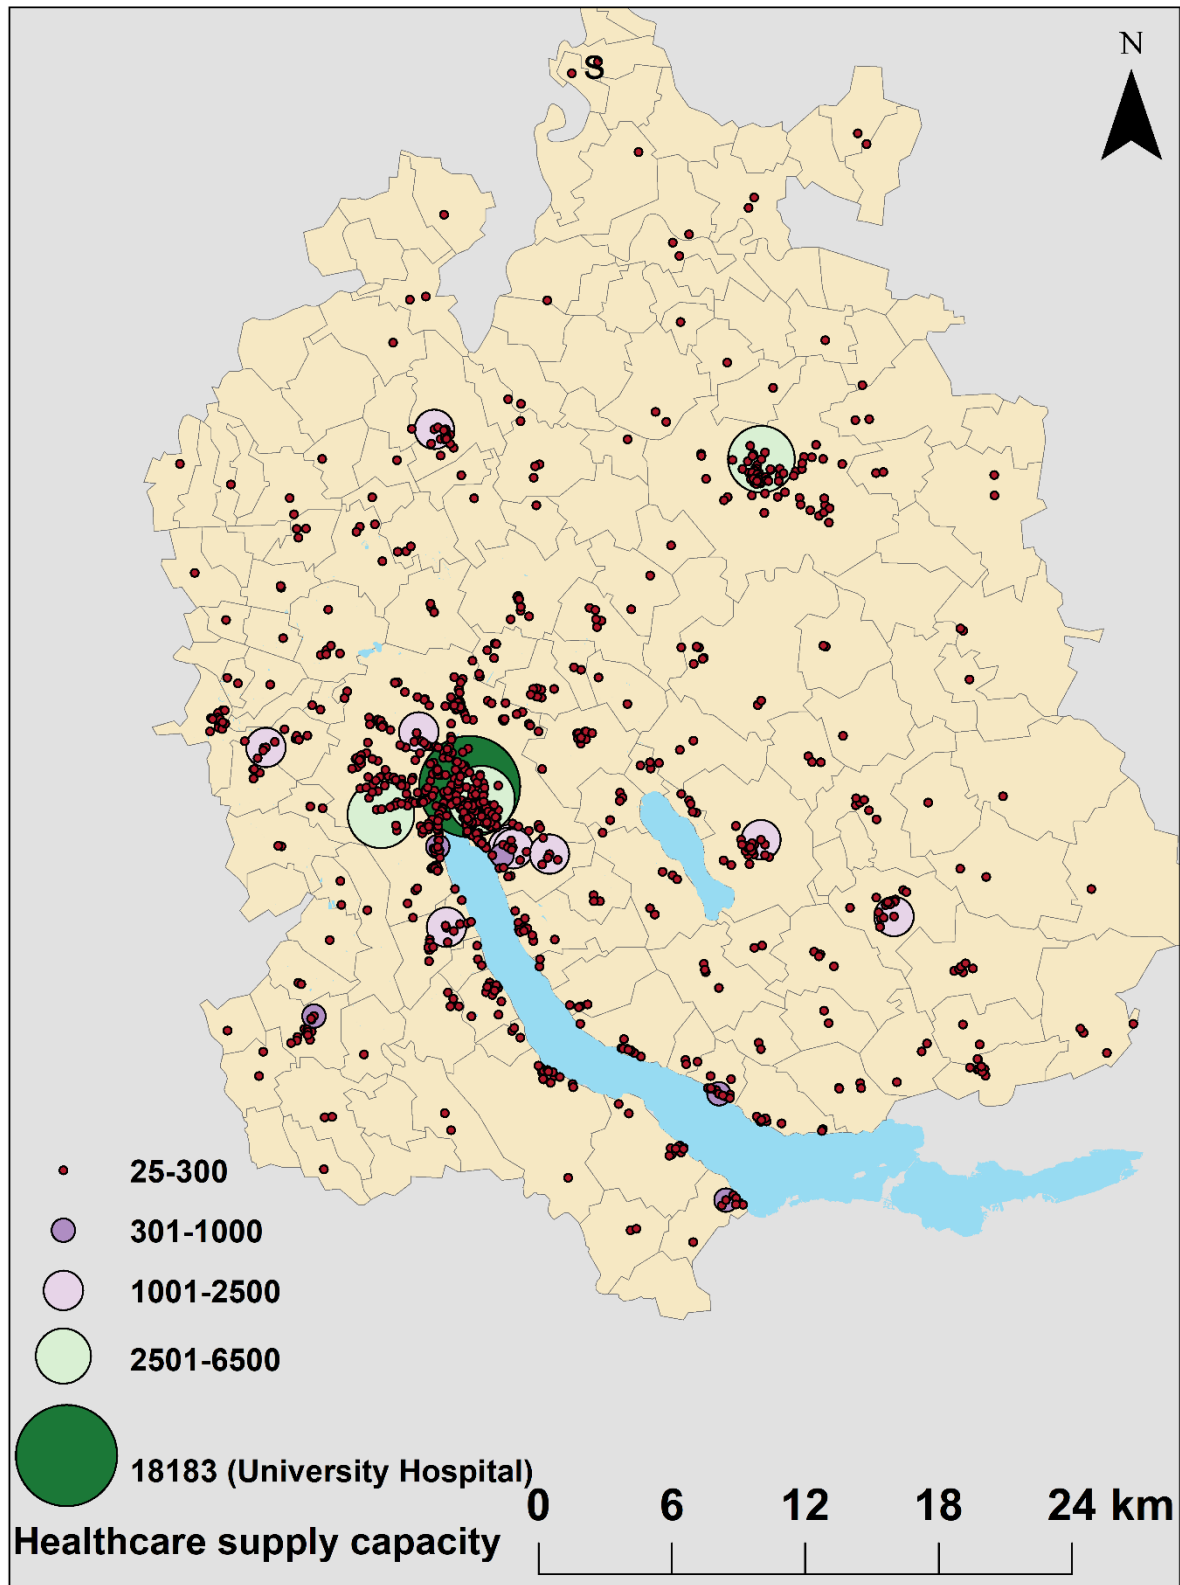 S
N
25-300
301-1000
1001-2500
2501-6500
18183 (University Hospital)
0 6 12 18 24 km
Healthcare supply capacity